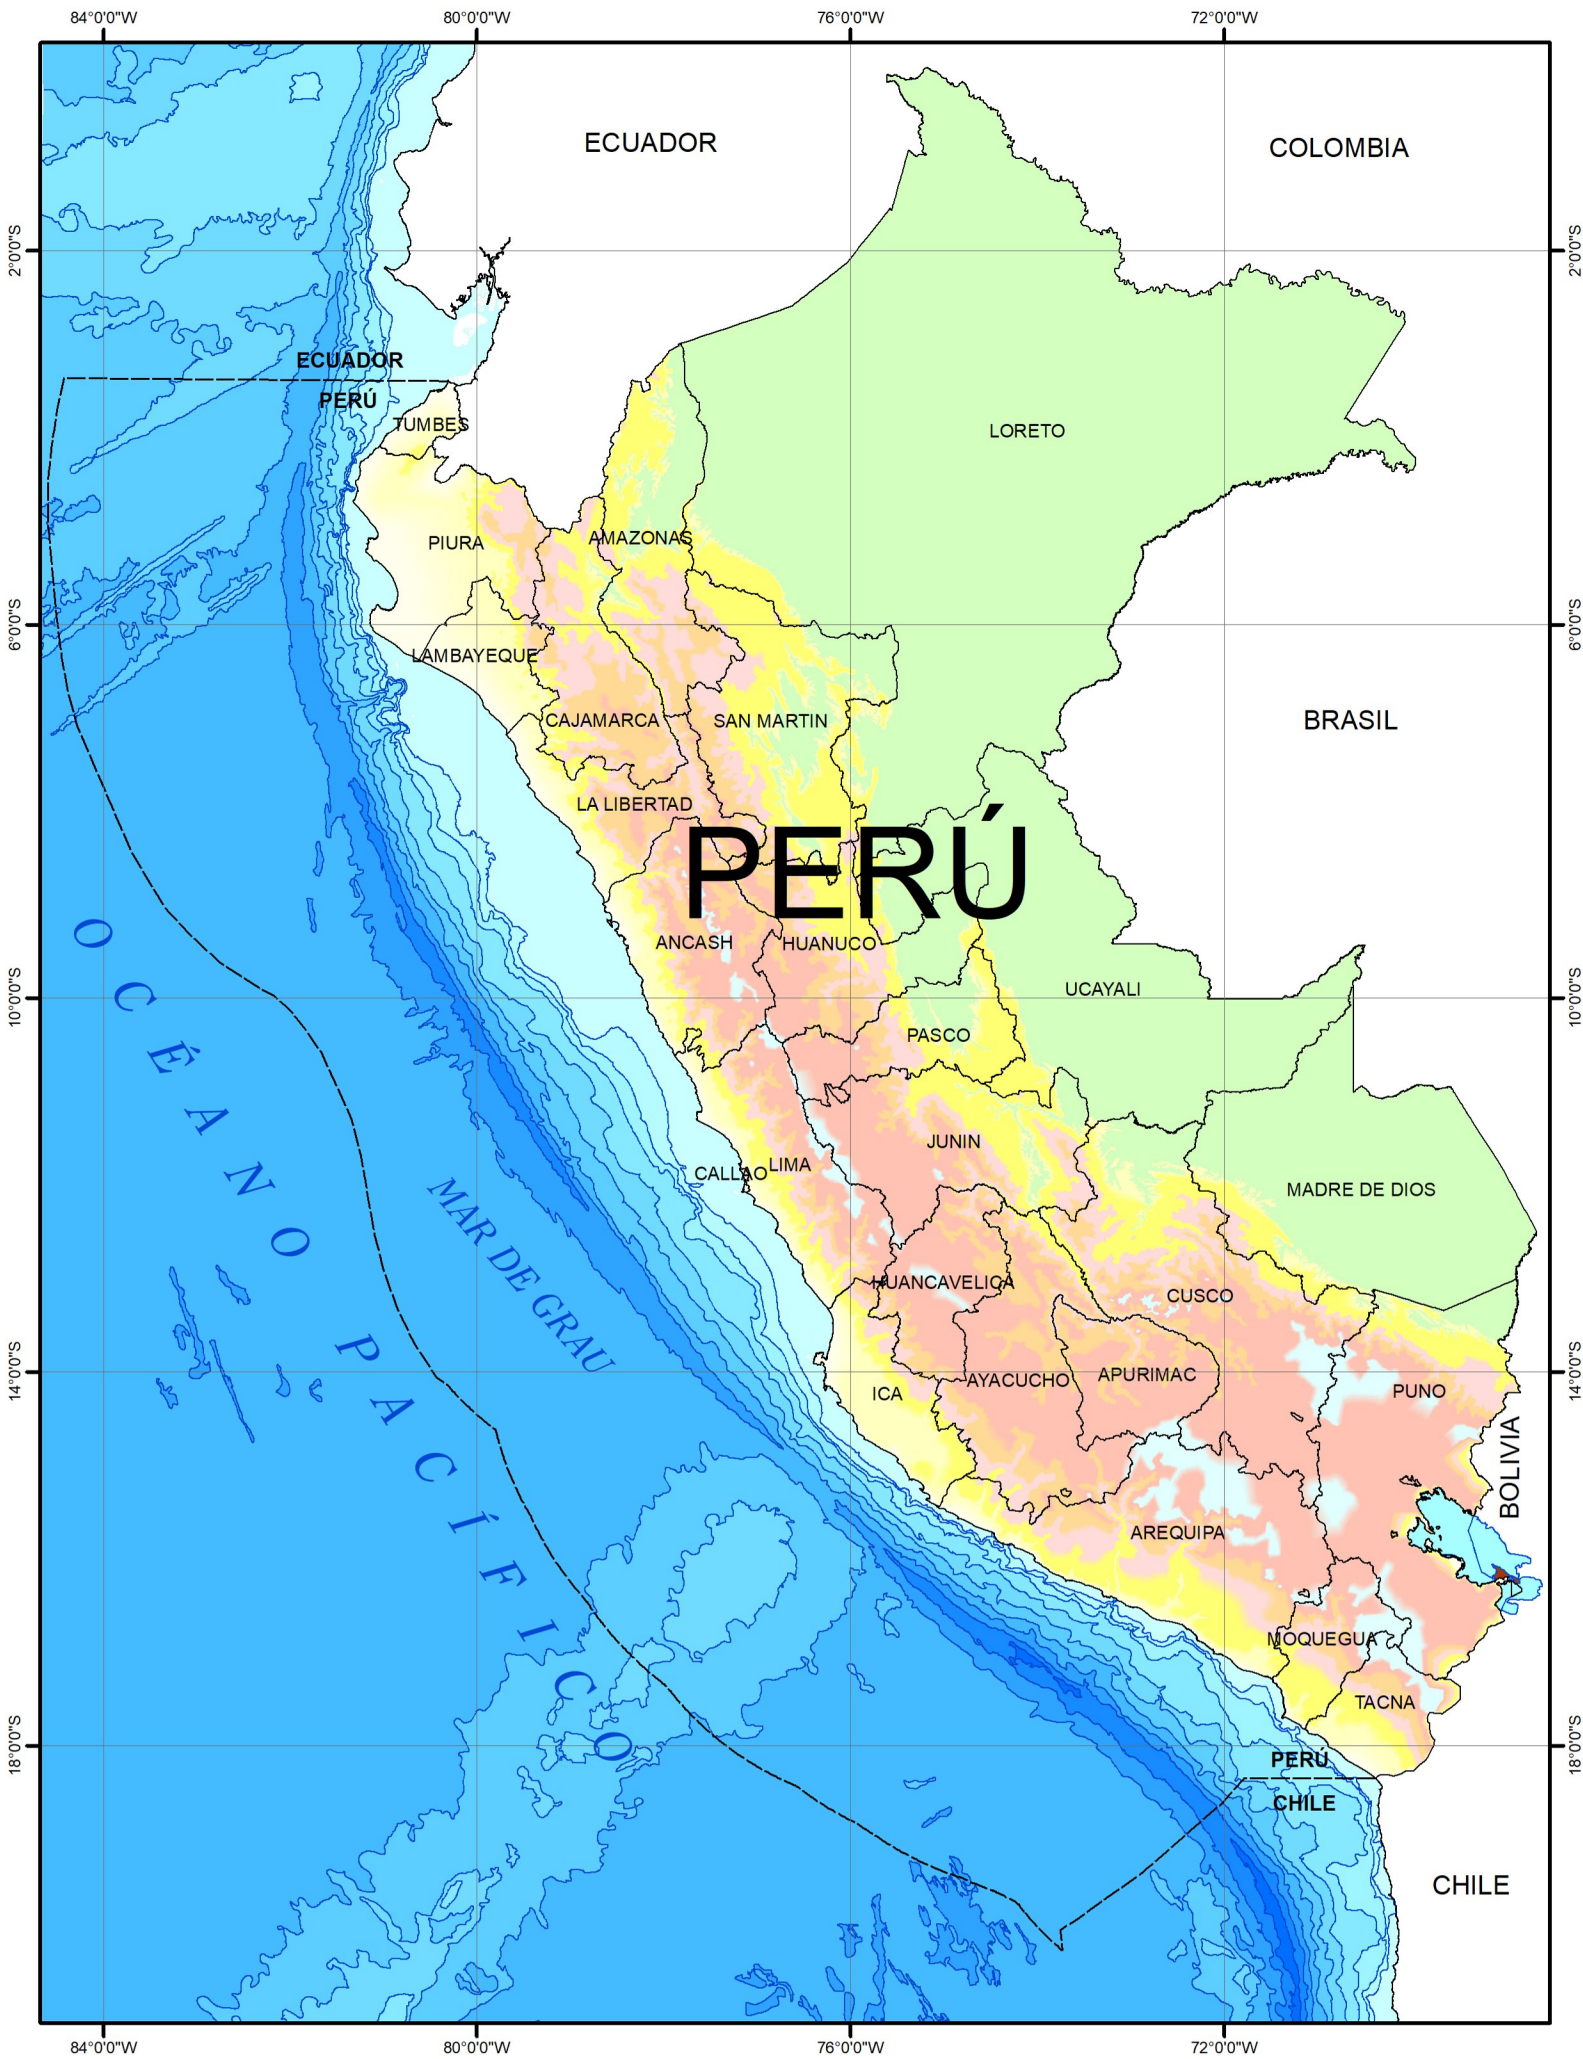 84°0'0"W 80°0'0"W 76°0'0"W 72°0'0"W
ECUADOR
COLOMBIA
2°0'0"S 2°0'0"S
ECUADOR
PERÚ
TUMBES
LORETO
AMAZONAS
PIURA
6°0'0"S 6°0'0"S
LAMBAYEQUE
CAJAMARCA
SAN MARTIN
BRASIL
LA LIBERTAD
PERÚ
ANCASH
HUANUCO
UCAYALI
10°0'0"S 10°0'0"S
PASCO
JUNIN
CALLAO
LIMA
MADRE DE DIOS
OCÉANO PACÍFICO
MAR DE GRAU
HUANCAVELICA
CUSCO
14°0'0"S 14°0'0"S
ICA
AYACUCHO
APURIMAC
PUNO
BOLIVIA
AREQUIPA
MOQUEGUA
TACNA
18°0'0"S 18°0'0"S
PERÚ
CHILE
CHILE
84°0'0"W 80°0'0"W 76°0'0"W 72°0'0"W